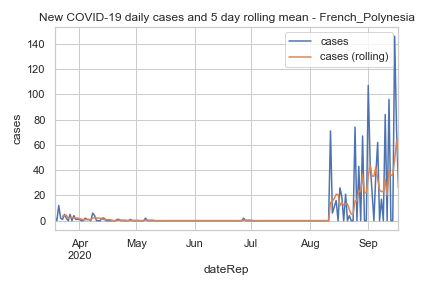 New COVID-19 daily cases and 5 day rolling mean - French_Polynesia
cases
cases (rolling)
140
120
100
80
60
40
20
0
cases
Apr May Jun Jul Aug Sep
2020
dateRep